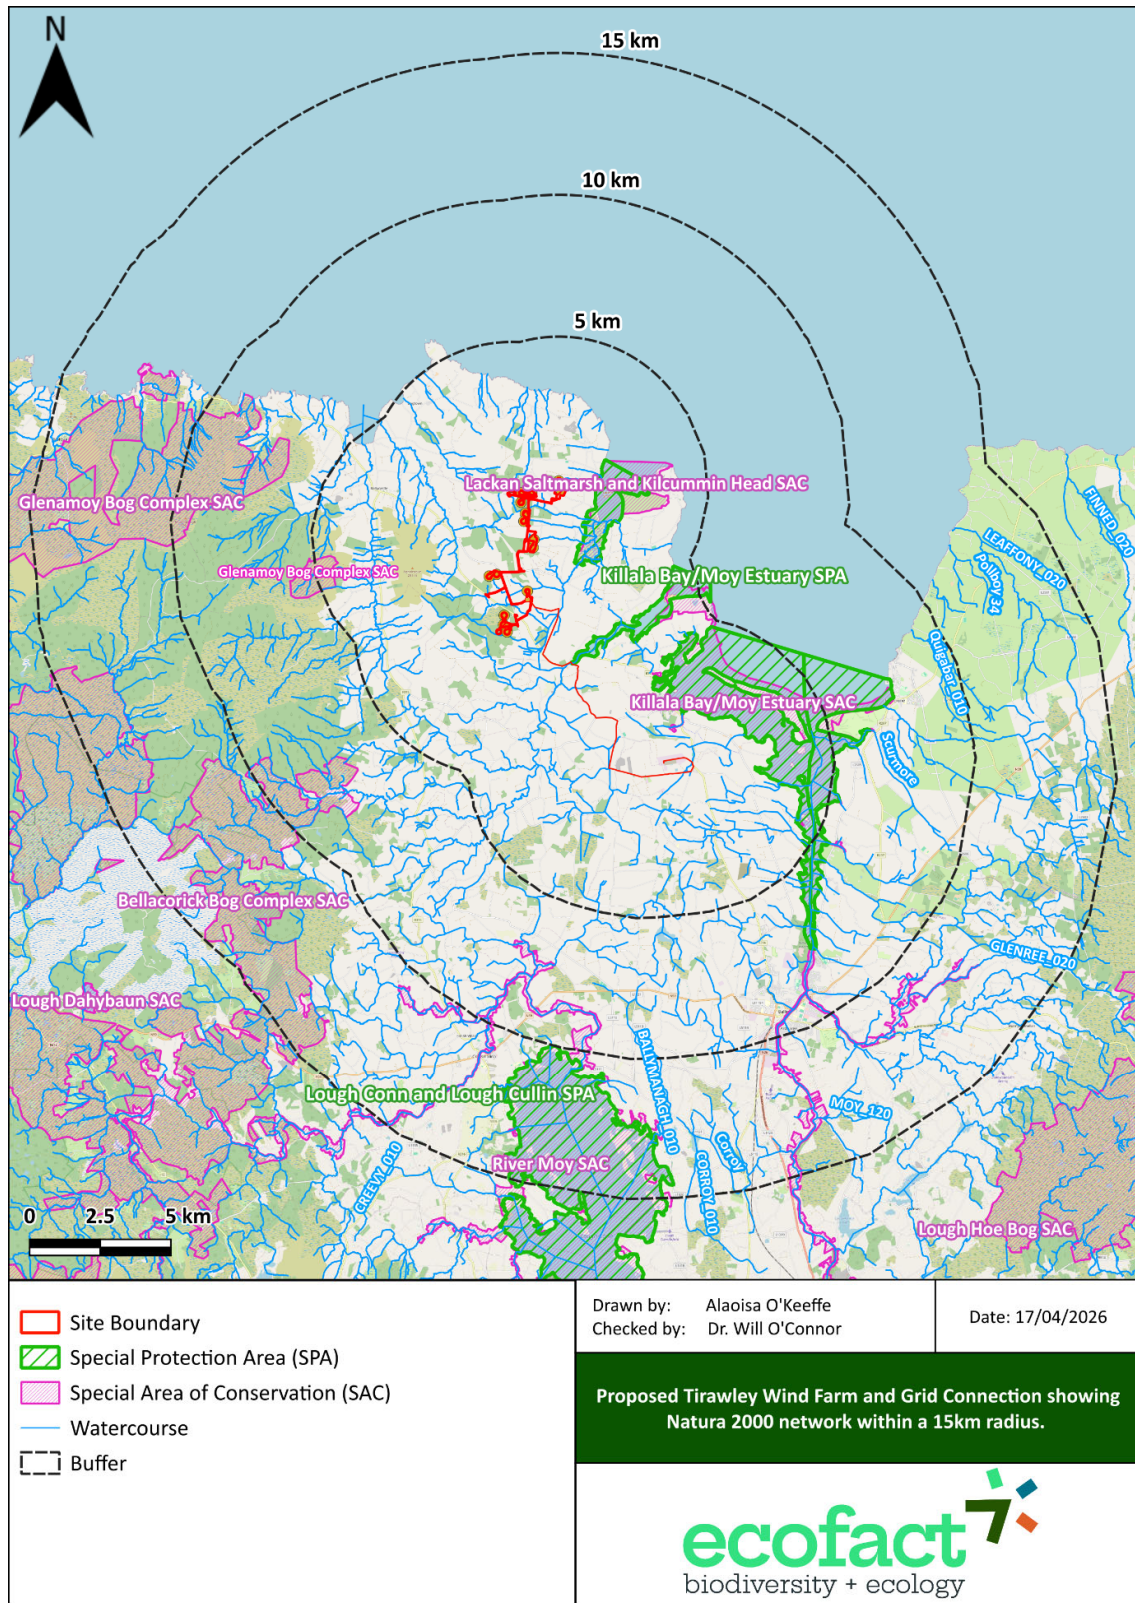 N
15 km
10 km
5 km
Lackan Saltmarsh and Kilcummin Head SAC
Glenamoy Bog Complex SAC
Glenamoy Bog Complex SAC
Killala Bay/Moy Estuary SPA
Killala Bay/Moy Estuary SAC
FINNED_020
LEAFFONY_020
Pollboy 34
Quigabar_010
Scurmore
Bellacorick Bog Complex SAC
Lough Dahybaun SAC
GLENREE_020
Lough Conn and Lough Cullin SPA
BALLYMANAGH_010
MOY_120
Corroy
CORROY_010
CREEVY_010
River Moy SAC
Lough Hoe Bog SAC
0 2.5 5 km
Site Boundary
Special Protection Area (SPA)
Special Area of Conservation (SAC)
Watercourse
Buffer
Drawn by: Alaoisa O'Keeffe
Checked by: Dr. Will O'Connor
Date: 17/04/2026
Proposed Tirawley Wind Farm and Grid Connection showing
Natura 2000 network within a 15km radius.
ecofact
biodiversity + ecology